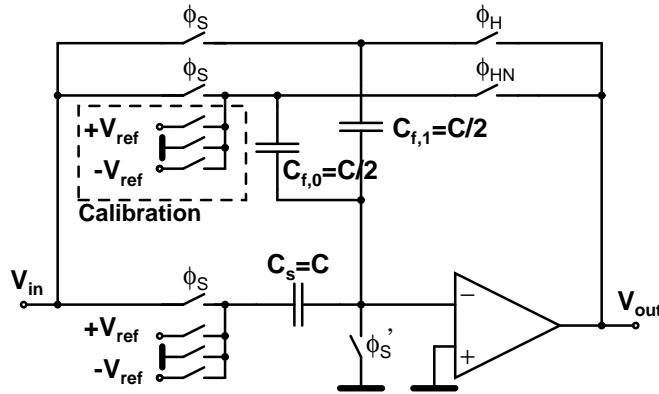 ϕS
ϕH
ϕS
ϕHN
+Vref
-Vref
Calibration
Cf,0=C/2
Cf,1=C/2
Vin
ϕS
Cs=C
+Vref
-Vref
ϕS'
−
+
Vout